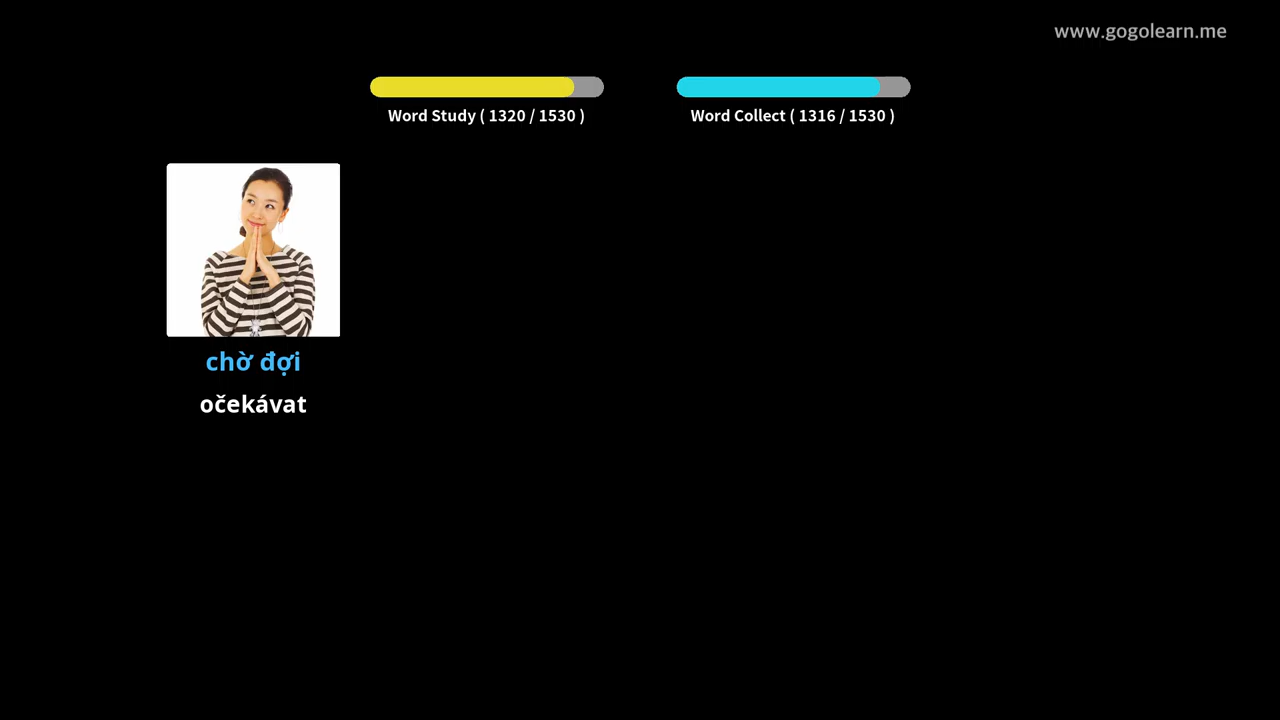 www.gogolearn.me
Word Study ( 1320 / 1530 )
Word Collect ( 1316 / 1530 )
chờ đợi
očekávat